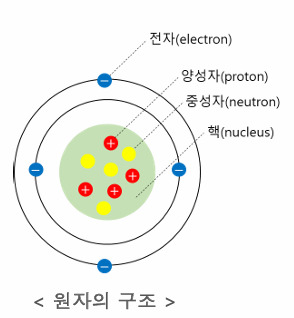 전자(electron)
양성자(proton)
중성자(neutron)
핵(nucleus)
< 원자의 구조 >